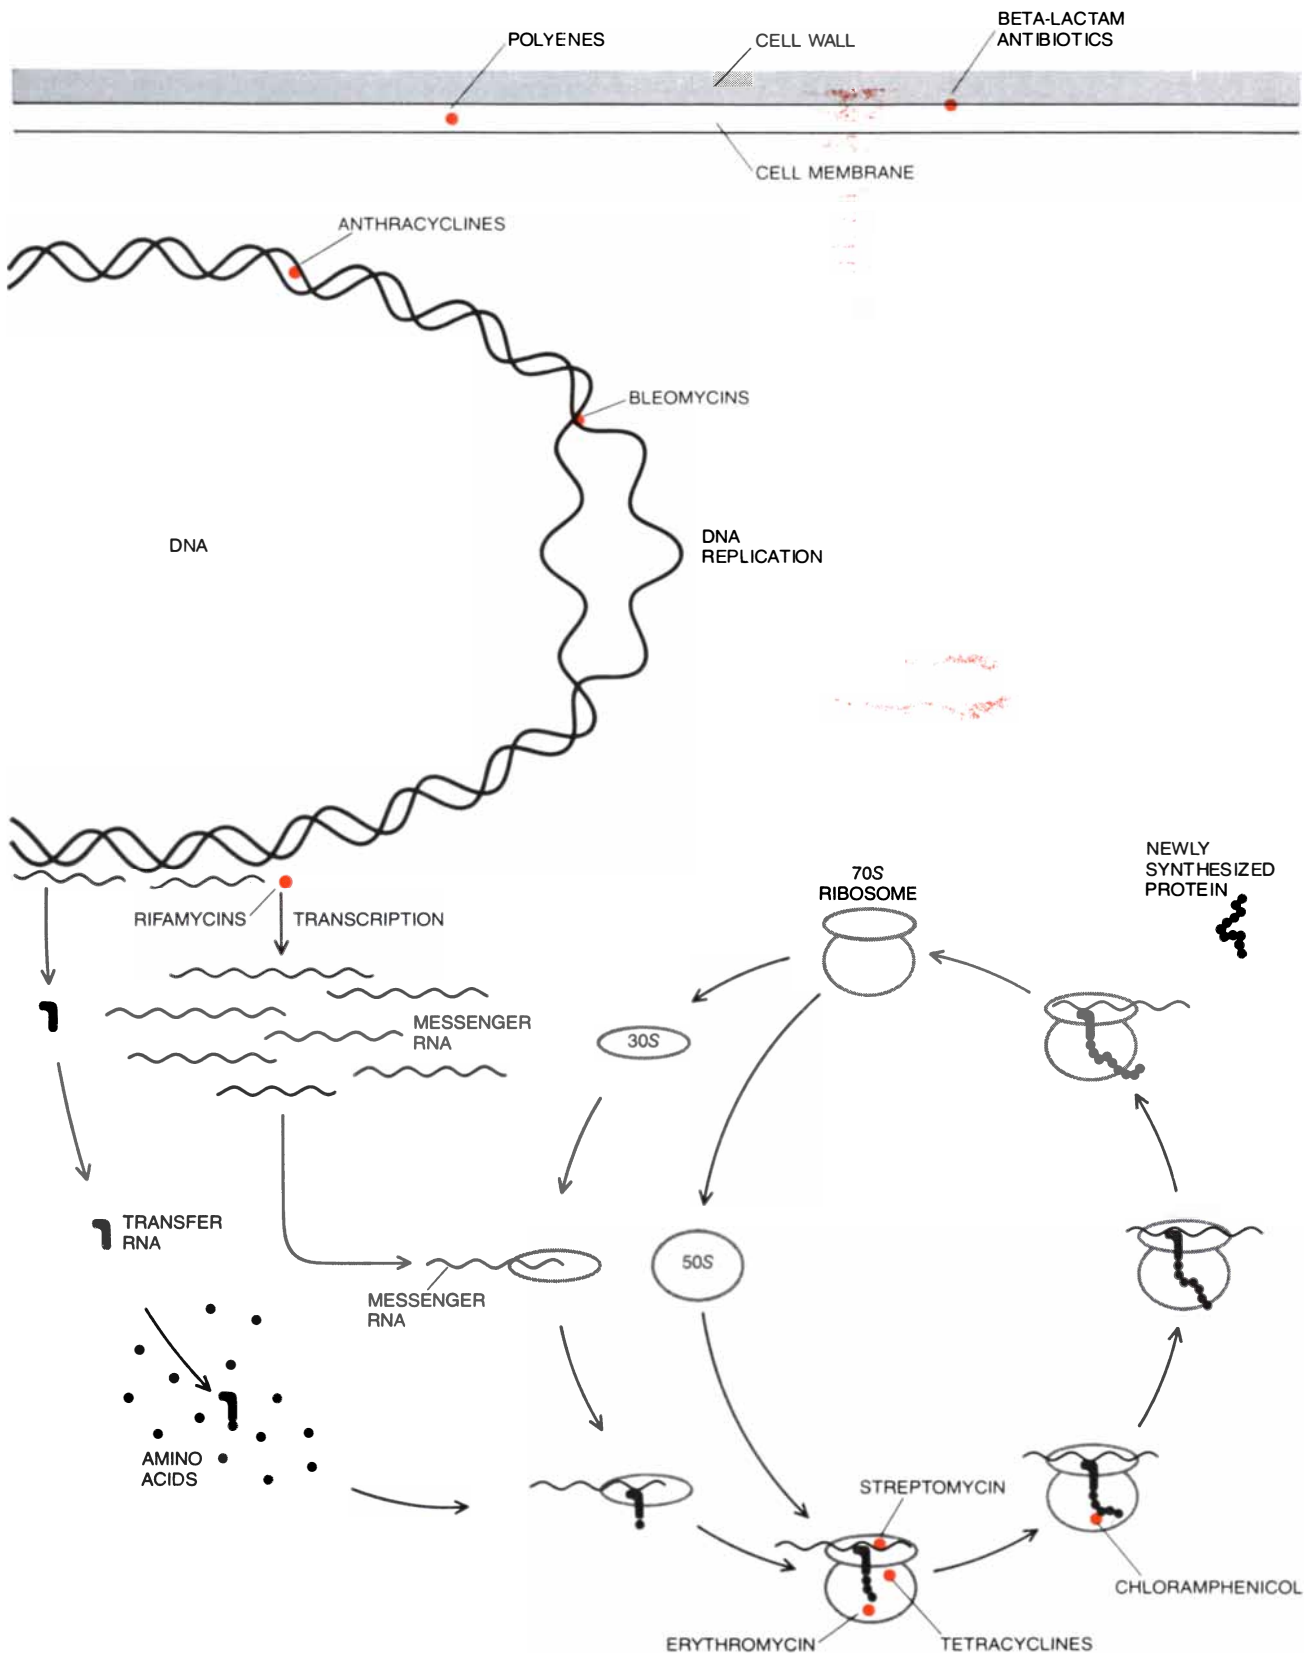 POLYENES
CELL WALL
BETA-LACTAM
ANTIBIOTICS
CELL MEMBRANE
ANTHRACYCLINES
BLEOMYCINS
DNA
DNA
REPLICATION
NEWLY
SYNTHESIZED
PROTEIN
70S
RIBOSOME
RIFAMYCINS
TRANSCRIPTION
MESSENGER
RNA
30S
TRANSFER
RNA
50S
MESSENGER
RNA
AMINO
ACIDS
STREPTOMYCIN
CHLORAMPHENICOL
ERYTHROMYCIN
TETRACYCLINES